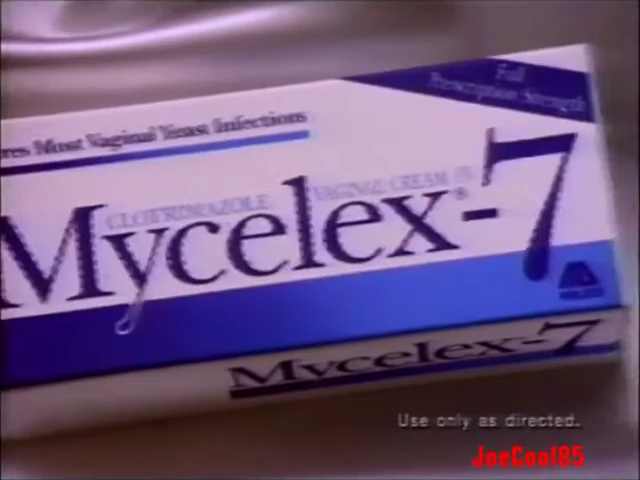 Full
Prescription Strength
res Most Vaginal Yeast Infections
CLOTRIMAZOLE VAGINAL CREAM
Mycelex®-7
Mycelex-7
Use only as directed.
JoeCool85